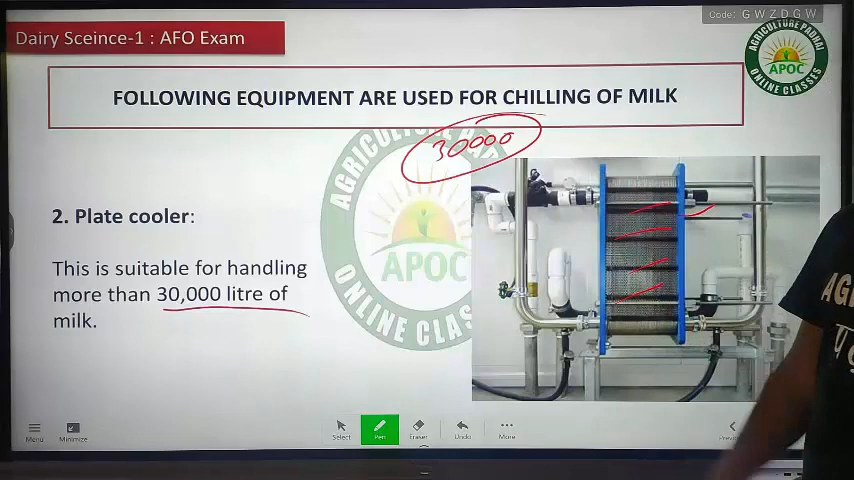 Code: G W Z D G W
Dairy Sceince-1 : AFO Exam
AGRICULTURE PADHAI
APOC
ONLINE CLASSES
FOLLOWING EQUIPMENT ARE USED FOR CHILLING OF MILK
30000
2. Plate cooler:
This is suitable for handling
more than 30,000 litre of
milk.
APOC
Menu
Minimize
Select
Pen
Eraser
Undo
More